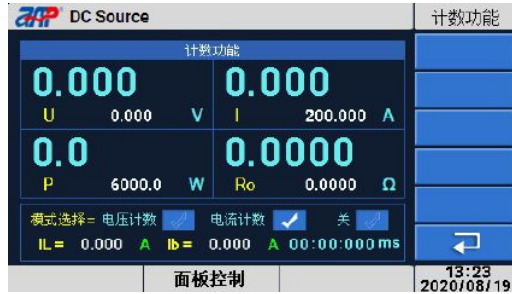 ZAP DC Source 计数功能
计数功能
0.000 0.000
U 0.000 V I 200.000 A
0.0 0.0000
P 6000.0 W Ro 0.0000 Ω
模式选择= 电压计数 电流计数 关
IL= 0.000 A Ib= 0.000 A 00:00:000 ms
面板控制
13:23
2020/08/19